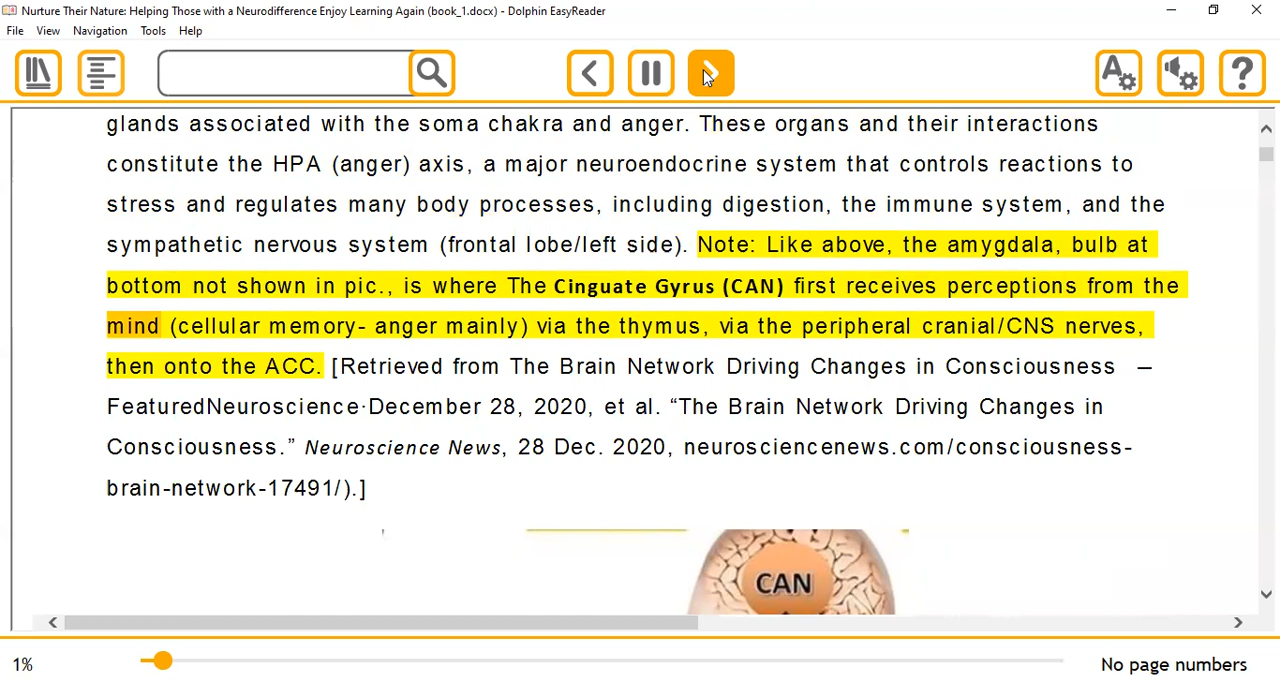 Nurture Their Nature: Helping Those with a Neurodifference Enjoy Learning Again (book_1.docx) - Dolphin EasyReader
File View Navigation Tools Help
glands associated with the soma chakra and anger. These organs and their interactions
constitute the HPA (anger) axis, a major neuroendocrine system that controls reactions to
stress and regulates many body processes, including digestion, the immune system, and the
sympathetic nervous system (frontal lobe/left side). Note: Like above, the amygdala, bulb at
bottom not shown in pic., is where The Cinguate Gyrus (CAN) first receives perceptions from the
mind (cellular memory- anger mainly) via the thymus, via the peripheral cranial/CNS nerves,
then onto the ACC. [Retrieved from The Brain Network Driving Changes in Consciousness –
FeaturedNeuroscience·December 28, 2020, et al. “The Brain Network Driving Changes in
Consciousness.” Neuroscience News, 28 Dec. 2020, neurosciencenews.com/consciousness-
brain-network-17491/).]
CAN
1%
No page numbers